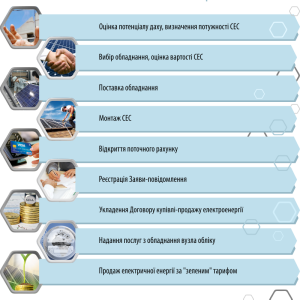 Оцінка потенціалу даху, визначення потужності СЕС
Вибір обладнання, оцінка вартості СЕС
Поставка обладнання
Монтаж СЕС
Відкриття поточного рахунку
Реєстрація Заяви-повідомлення
Укладення Договору купівлі-продажу електроенергії
Надання послуг з обладнання вузла обліку
Продаж електричної енергії за "зеленим" тарифом